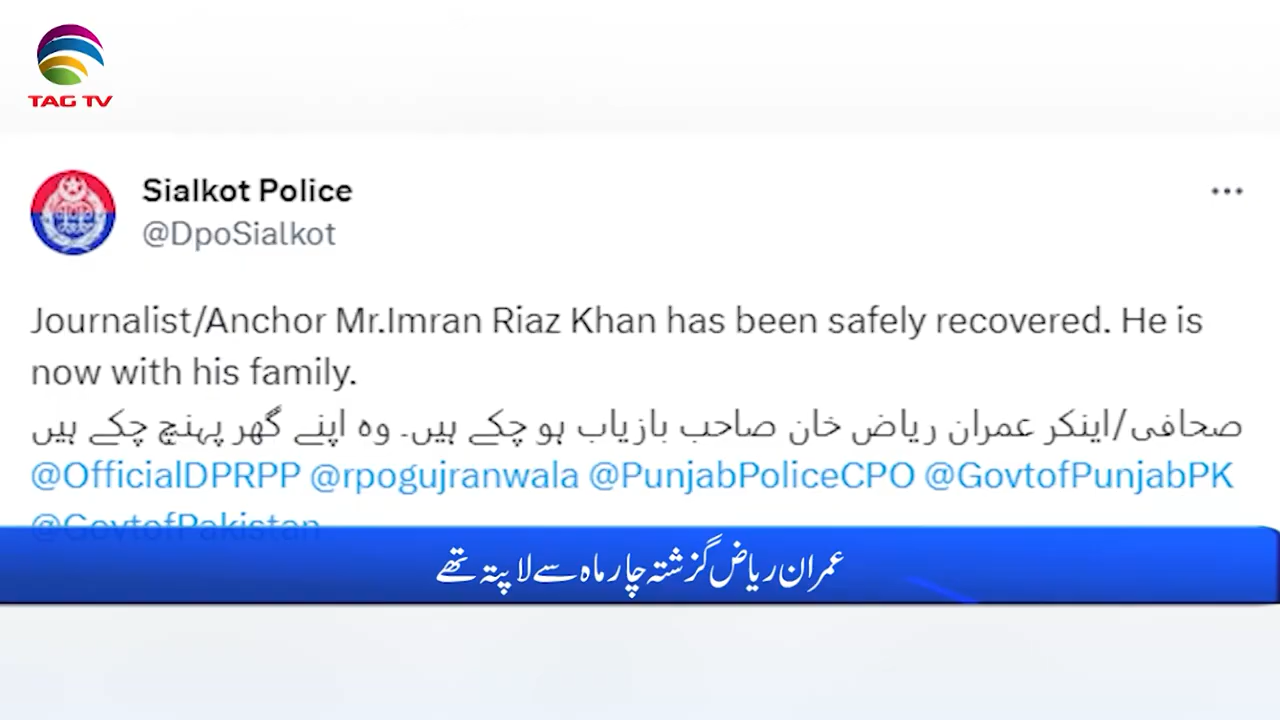 TAG TV
Sialkot Police
@DpoSialkot
Journalist/Anchor Mr.Imran Riaz Khan has been safely recovered. He is
now with his family.
صحافی/اینکر عمران ریاض خان صاحب بازیاب ہو چکے ہیں۔ وہ اپنے گھر پہنچ چکے ہیں
@OfficialDPRPP @rpogujranwala @PunjabPoliceCPO @GovtofPunjabPK
@GovtofPakistan
عمران ریاض گزشتہ چار ماہ سے لاپتہ تھے